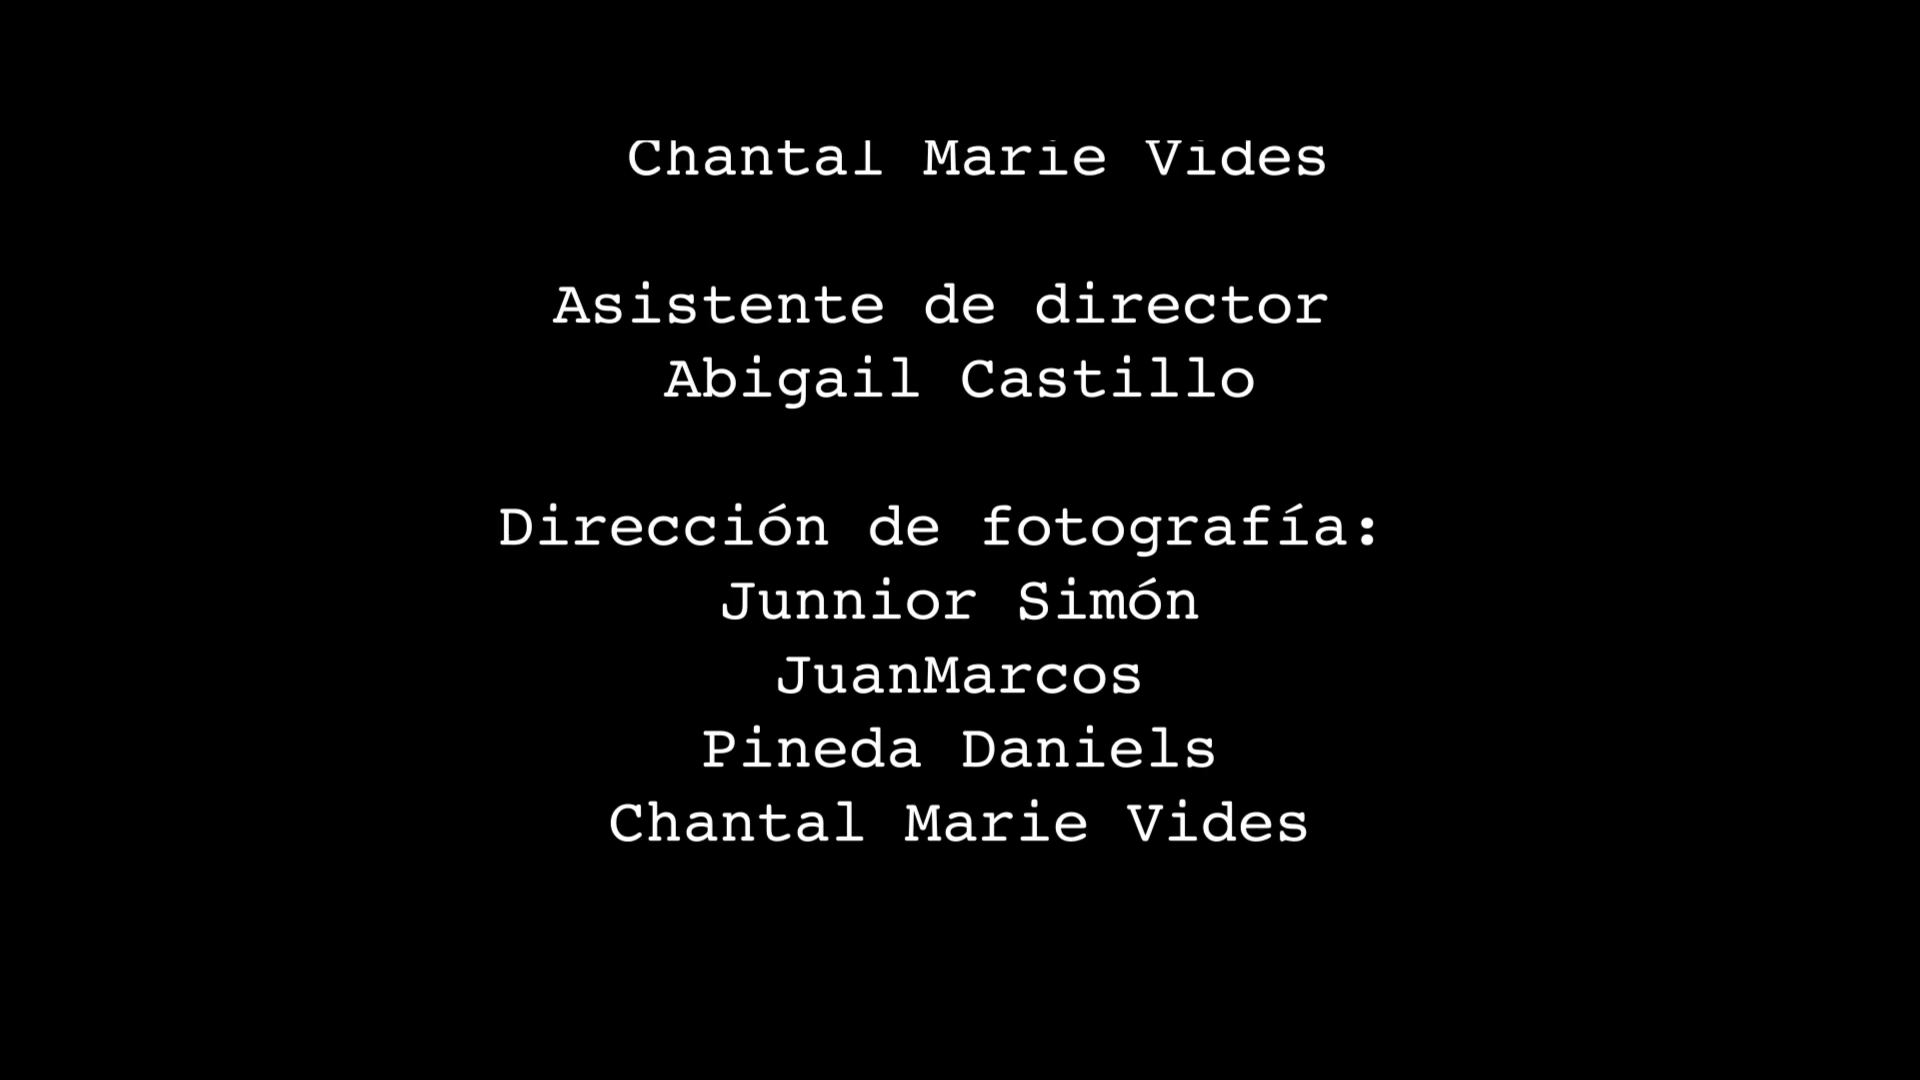 Chantal Marie Vides
Asistente de director
Abigail Castillo
Dirección de fotografía:
Junnior Simón
JuanMarcos
Pineda Daniels
Chantal Marie Vides